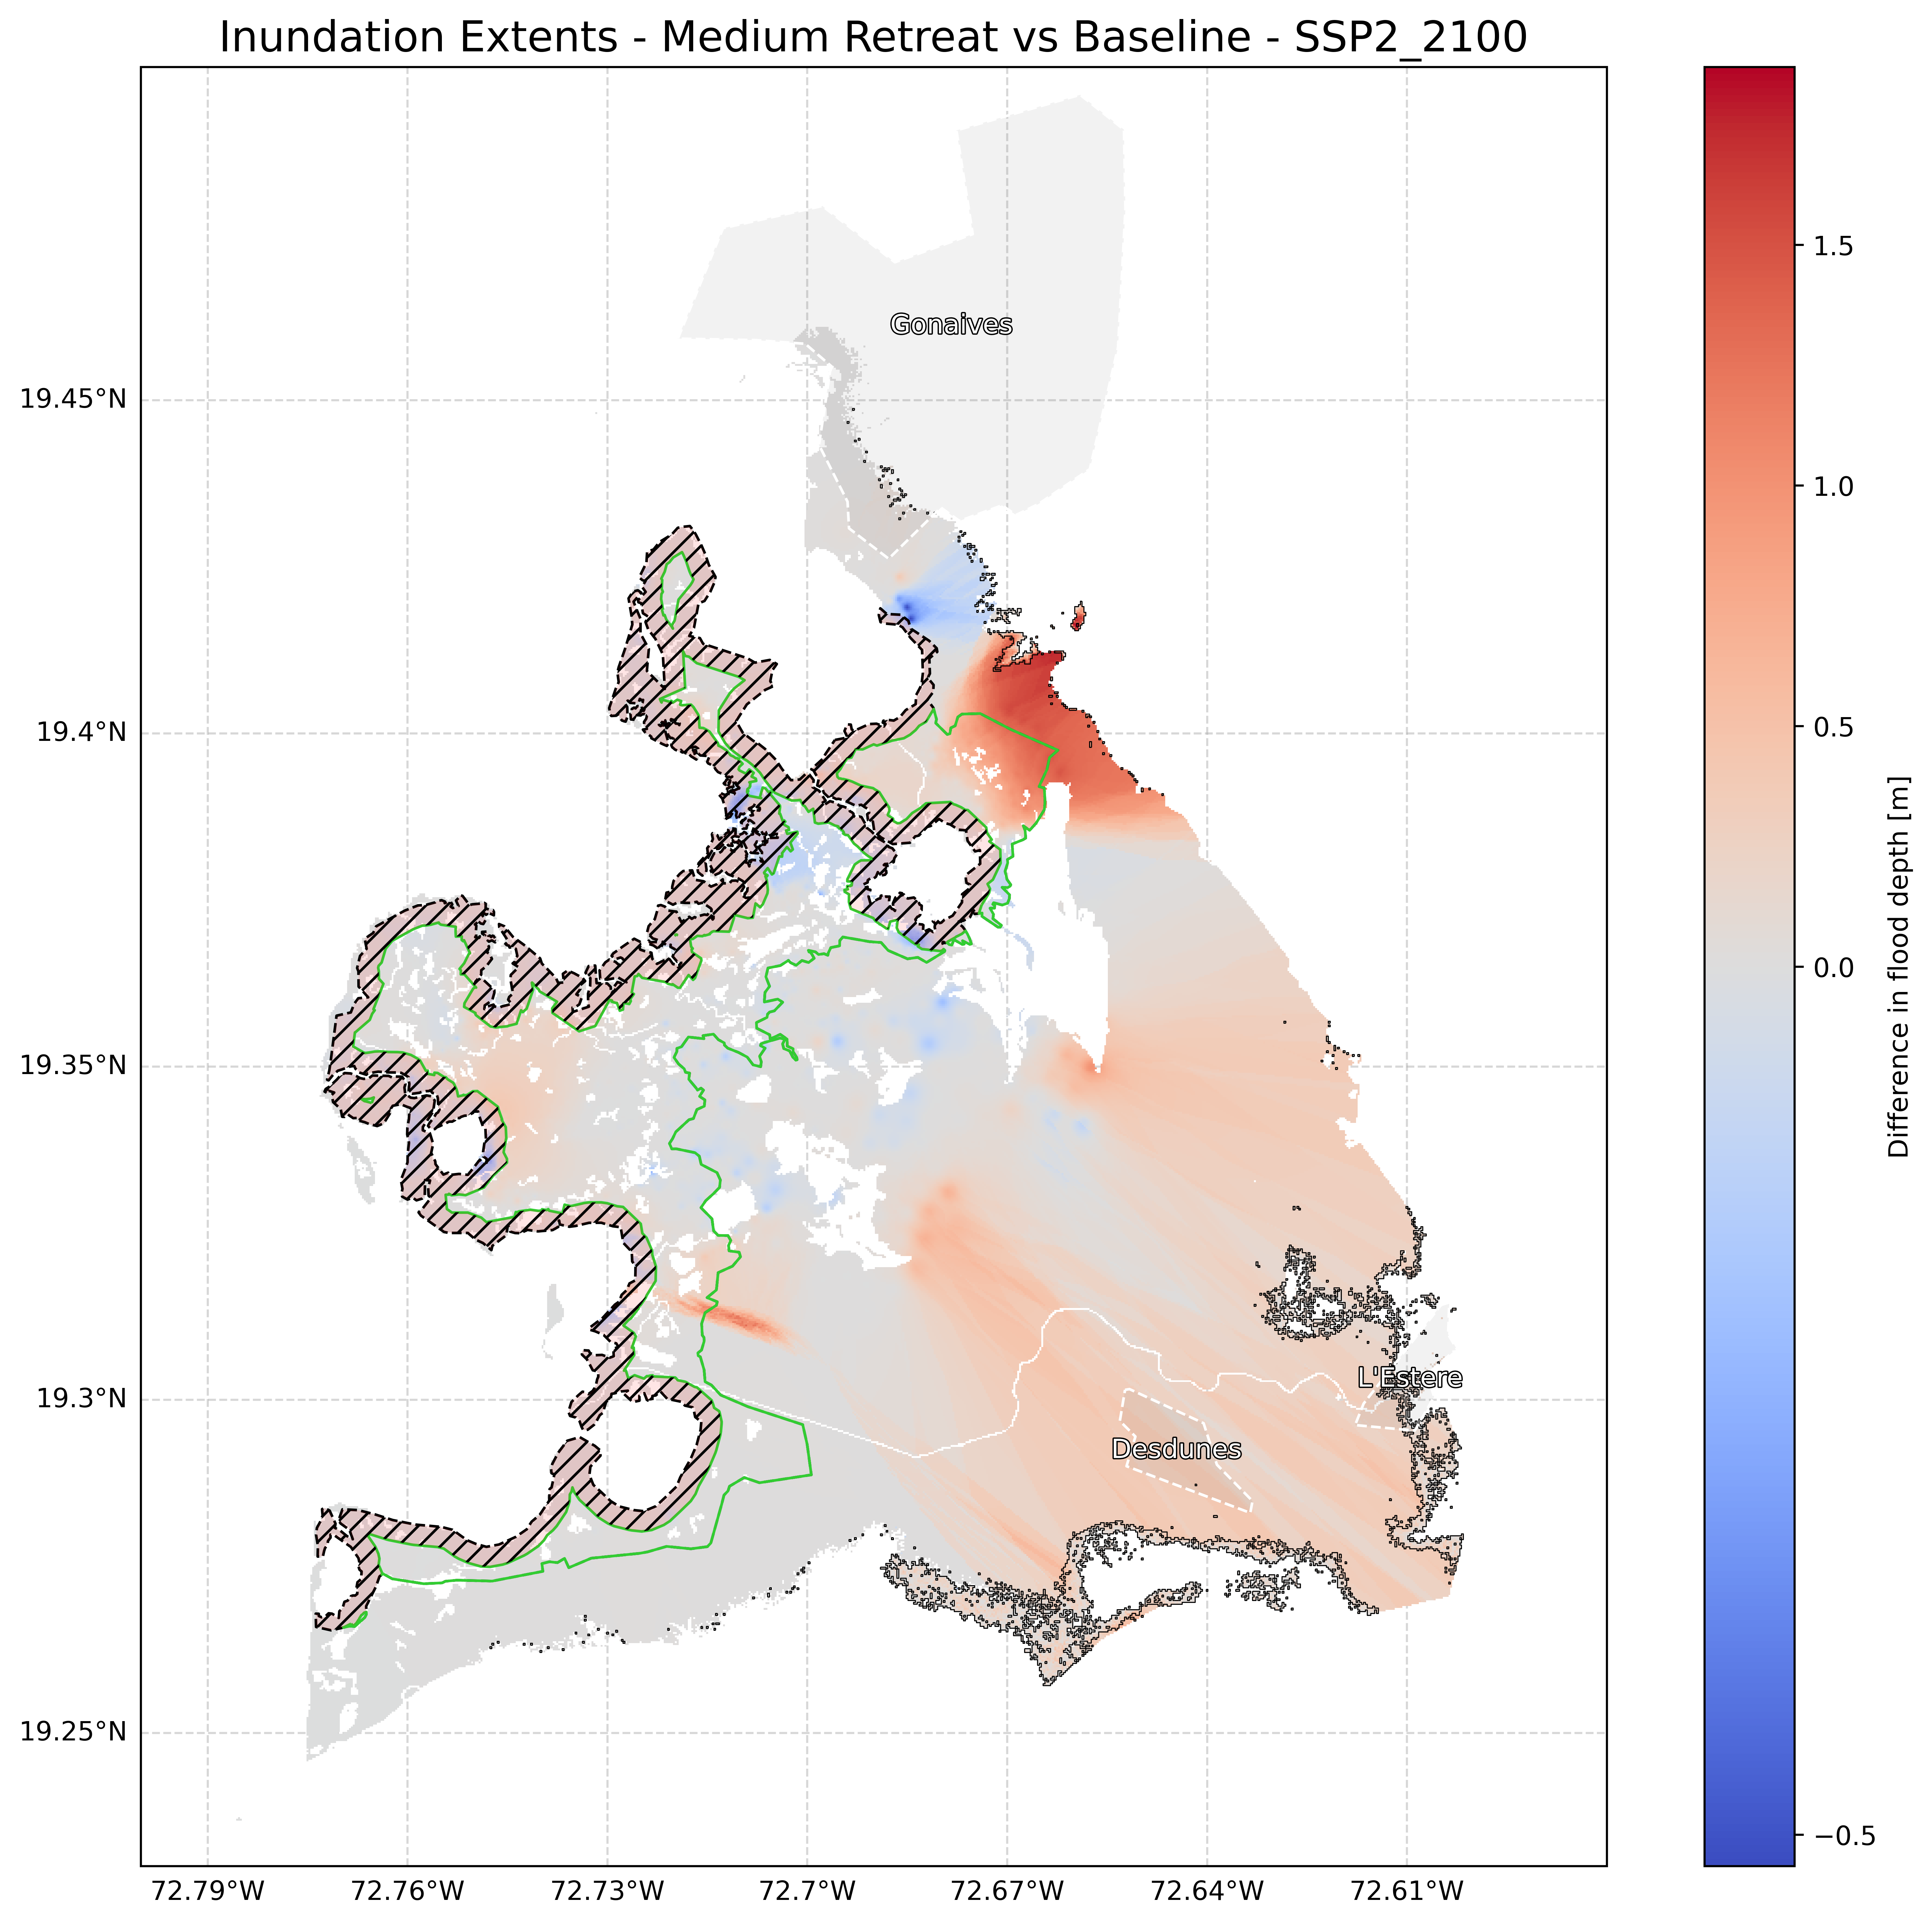 Inundation Extents - Medium Retreat vs Baseline - SSP2_2100
Gonaives
19.45°N
19.4°N
19.35°N
19.3°N
19.25°N
L'Estere
Desdunes
72.79°W
72.76°W
72.73°W
72.7°W
72.67°W
72.64°W
72.61°W
1.5
1.0
0.5
0.0
−0.5
Difference in flood depth [m]